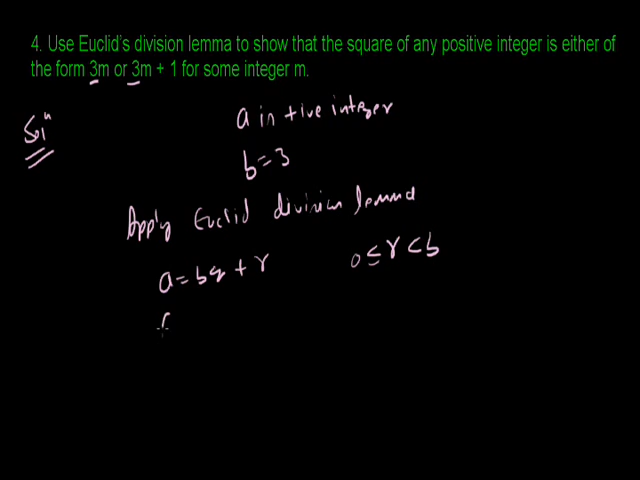 4. Use Euclid's division lemma to show that the square of any positive integer is either of
the form 3m or 3m + 1 for some integer m.
Solⁿ
a in +ive integer
b = 3
Apply Euclid division lemma
a = bq + r 0 ≤ r < b